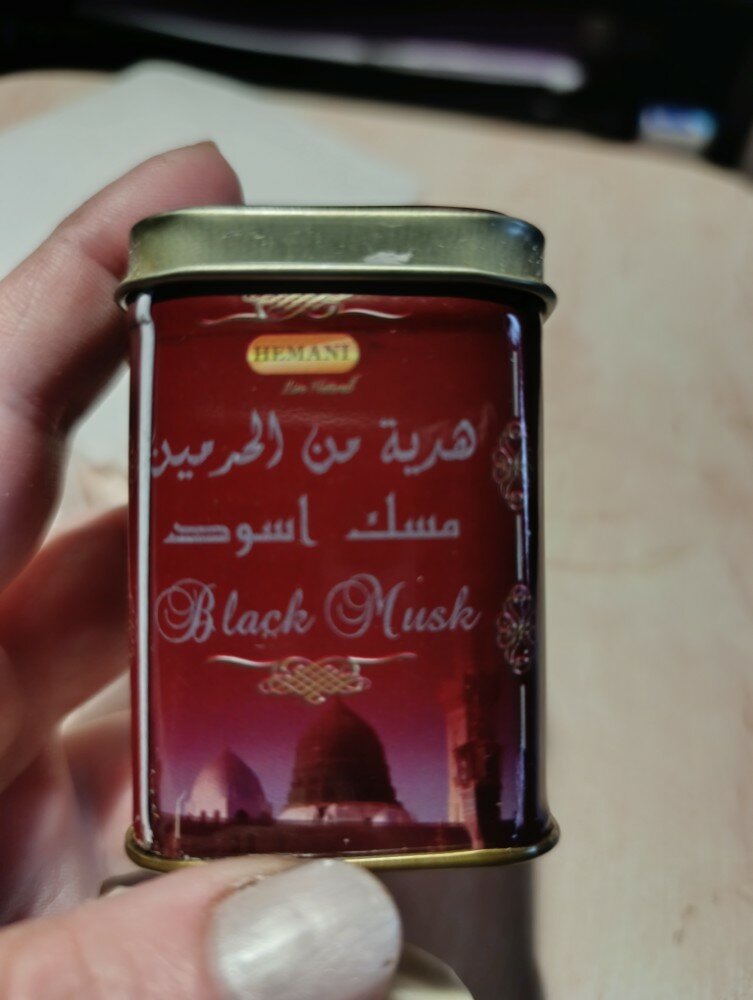 HEMANI
Live Natural
هدية من الحرمين
مسك اسود
Black Musk